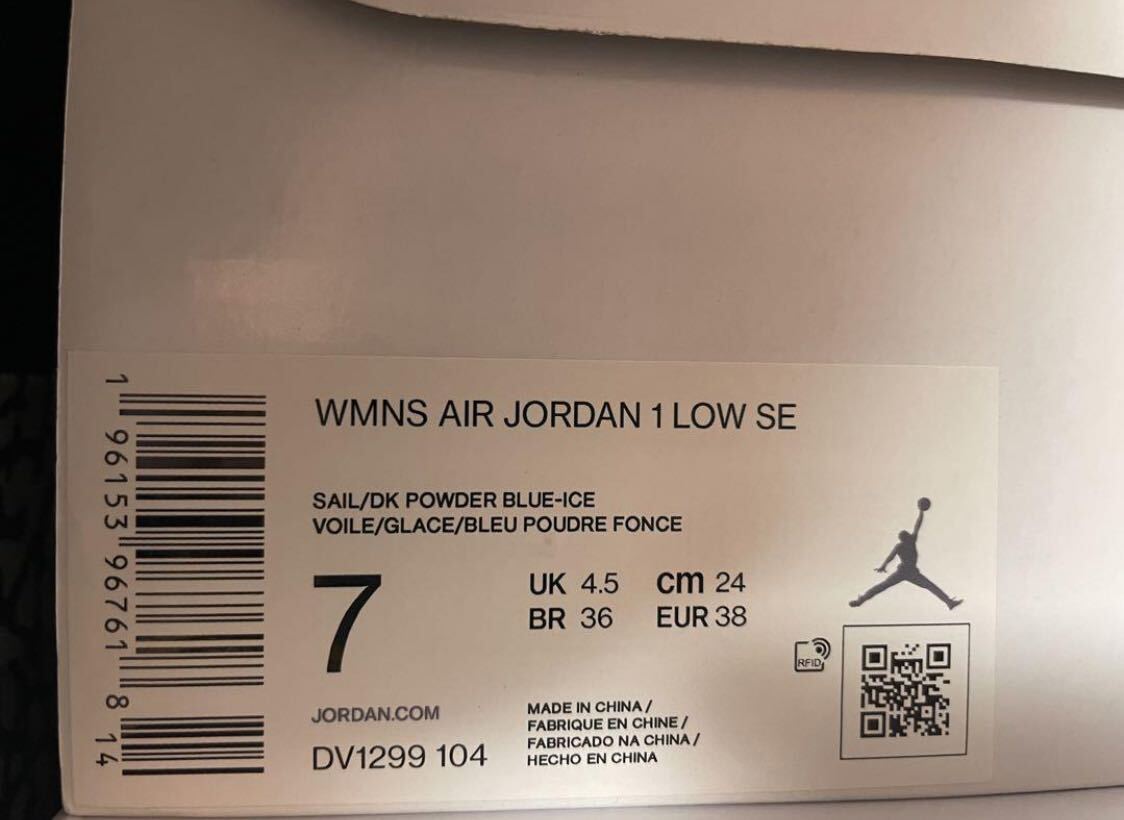 WMNS AIR JORDAN 1 LOW SE
SAIL/DK POWDER BLUE-ICE
VOILE/GLACE/BLEU POUDRE FONCE
7
UK 4.5 cm 24
BR 36 EUR 38
JORDAN.COM
DV1299 104
MADE IN CHINA /
FABRIQUE EN CHINE /
FABRICADO NA CHINA /
HECHO EN CHINA
RFID
1 96153 96761 8 14